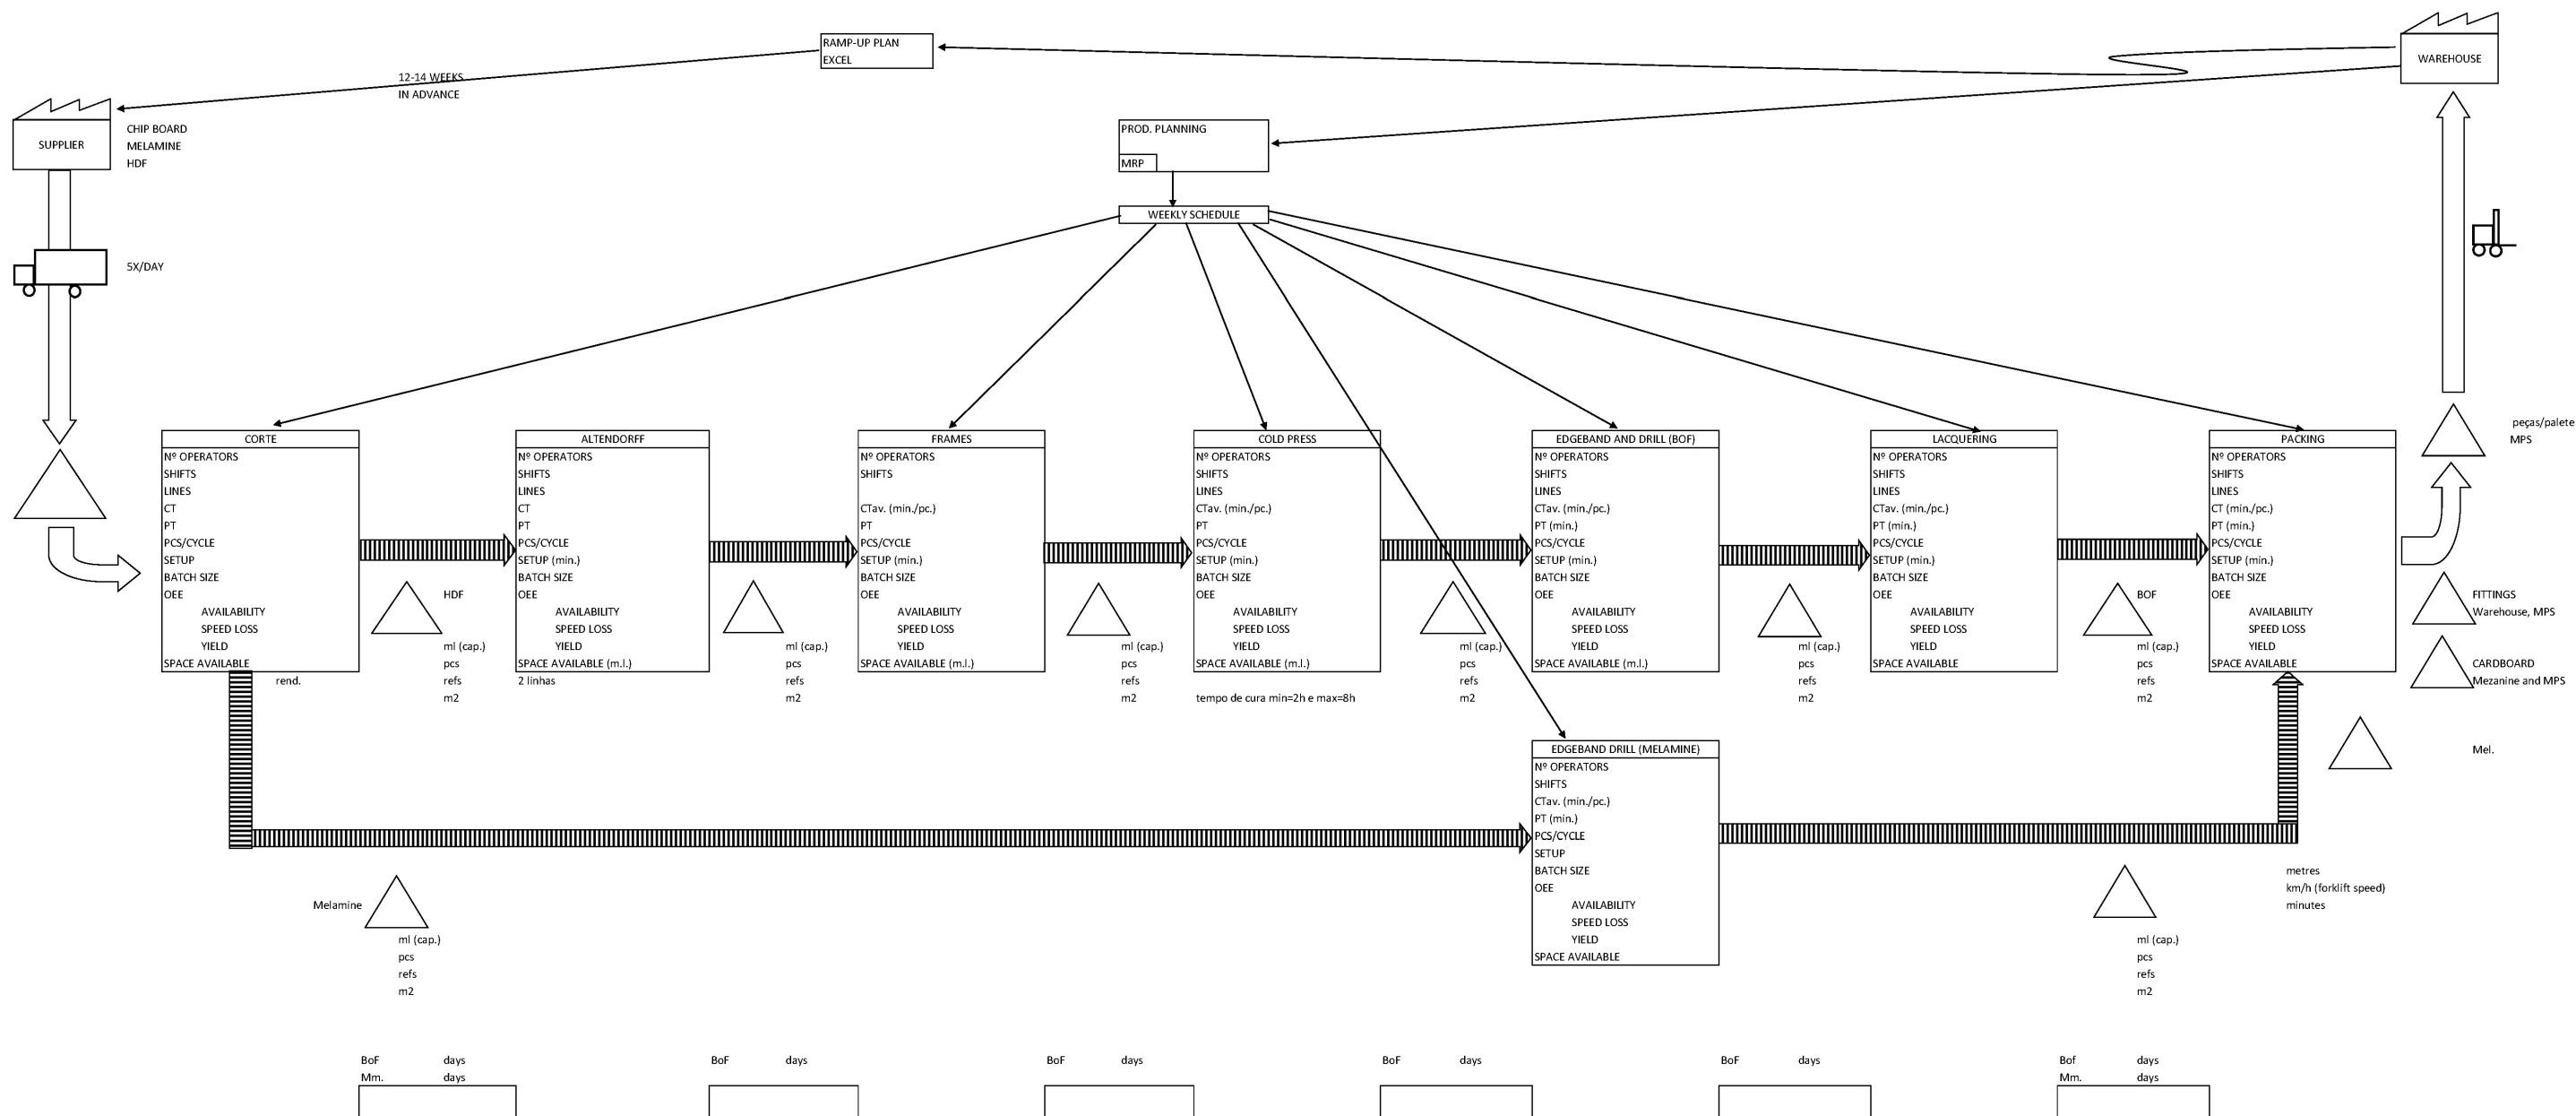 RAMP-UP PLAN
EXCEL
WAREHOUSE
12-14 WEEKS
IN ADVANCE
SUPPLIER
CHIP BOARD
MELAMINE
HDF
PROD. PLANNING
MRP
WEEKLY SCHEDULE
5X/DAY
CORTE
Nº OPERATORS
SHIFTS
LINES
CT
PT
PCS/CYCLE
SETUP
BATCH SIZE
OEE
AVAILABILITY
SPEED LOSS
YIELD
SPACE AVAILABLE
rend.
HDF
ml (cap.)
pcs
refs
m2
ALTENDORFF
Nº OPERATORS
SHIFTS
LINES
CT
PT
PCS/CYCLE
SETUP (min.)
BATCH SIZE
OEE
AVAILABILITY
SPEED LOSS
YIELD
SPACE AVAILABLE (m.l.)
2 linhas
ml (cap.)
pcs
refs
m2
FRAMES
Nº OPERATORS
SHIFTS
CTav. (min./pc.)
PT
PCS/CYCLE
SETUP (min.)
BATCH SIZE
OEE
AVAILABILITY
SPEED LOSS
YIELD
SPACE AVAILABLE (m.l.)
ml (cap.)
pcs
refs
m2
COLD PRESS
Nº OPERATORS
SHIFTS
LINES
CTav. (min./pc.)
PT
PCS/CYCLE
SETUP (min.)
BATCH SIZE
OEE
AVAILABILITY
SPEED LOSS
YIELD
SPACE AVAILABLE (m.l.)
tempo de cura min=2h e max=8h
ml (cap.)
pcs
refs
m2
EDGEBAND AND DRILL (BOF)
Nº OPERATORS
SHIFTS
LINES
CTav. (min./pc.)
PT (min.)
PCS/CYCLE
SETUP (min.)
BATCH SIZE
OEE
AVAILABILITY
SPEED LOSS
YIELD
SPACE AVAILABLE (m.l.)
ml (cap.)
pcs
refs
m2
LACQUERING
Nº OPERATORS
SHIFTS
LINES
CTav. (min./pc.)
PT (min.)
PCS/CYCLE
SETUP (min.)
BATCH SIZE
OEE
AVAILABILITY
SPEED LOSS
YIELD
SPACE AVAILABLE
BOF
ml (cap.)
pcs
refs
m2
PACKING
Nº OPERATORS
SHIFTS
LINES
CT (min./pc.)
PT (min.)
PCS/CYCLE
SETUP (min.)
BATCH SIZE
OEE
AVAILABILITY
SPEED LOSS
YIELD
SPACE AVAILABLE
peças/palete
MPS
FITTINGS
Warehouse, MPS
CARDBOARD
Mezanine and MPS
Mel.
EDGEBAND DRILL (MELAMINE)
Nº OPERATORS
SHIFTS
CTav. (min./pc.)
PT (min.)
PCS/CYCLE
SETUP
BATCH SIZE
OEE
AVAILABILITY
SPEED LOSS
YIELD
SPACE AVAILABLE
Melamine
ml (cap.)
pcs
refs
m2
metres
km/h (forklift speed)
minutes
ml (cap.)
pcs
refs
m2
BoF days
Mm. days
BoF days
BoF days
BoF days
BoF days
Bof days
Mm. days